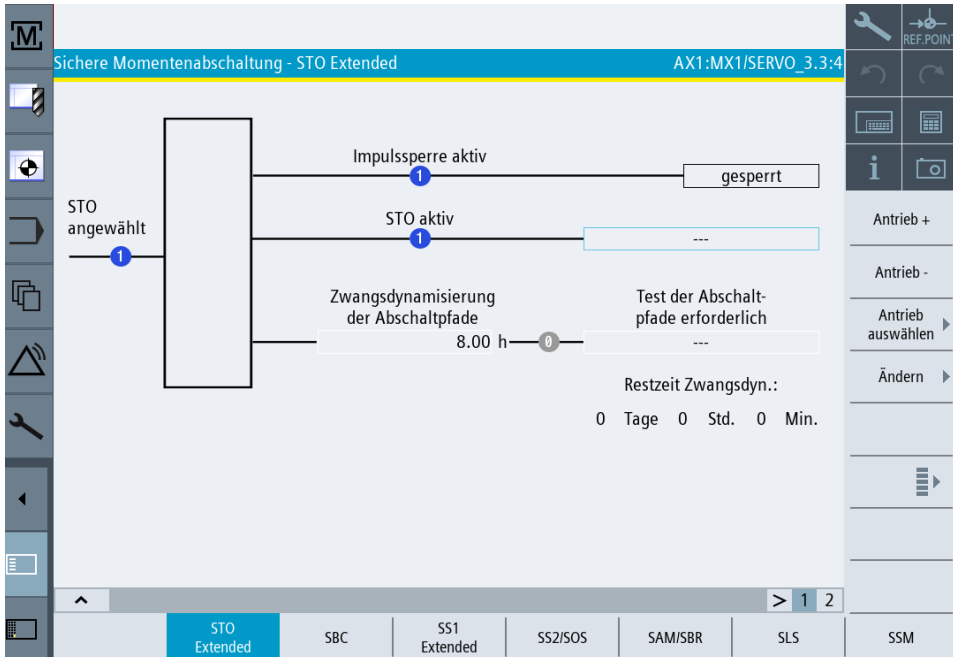 M
REF.POIN
Sichere Momentenabschaltung - STO Extended
AX1:MX1/SERVO_3.3:4
i
Impulssperre aktiv
1
gesperrt
STO
angewählt
1
STO aktiv
1
---
Zwangsdynamisierung
der Abschaltpfade
8.00 h
0
Test der Abschalt-
pfade erforderlich
---
Restzeit Zwangsdyn.:
0 Tage 0 Std. 0 Min.
Antrieb +
Antrieb -
Antrieb
auswählen
Ändern
> 1 2
STO
Extended
SBC
SS1
Extended
SS2/SOS
SAM/SBR
SLS
SSM